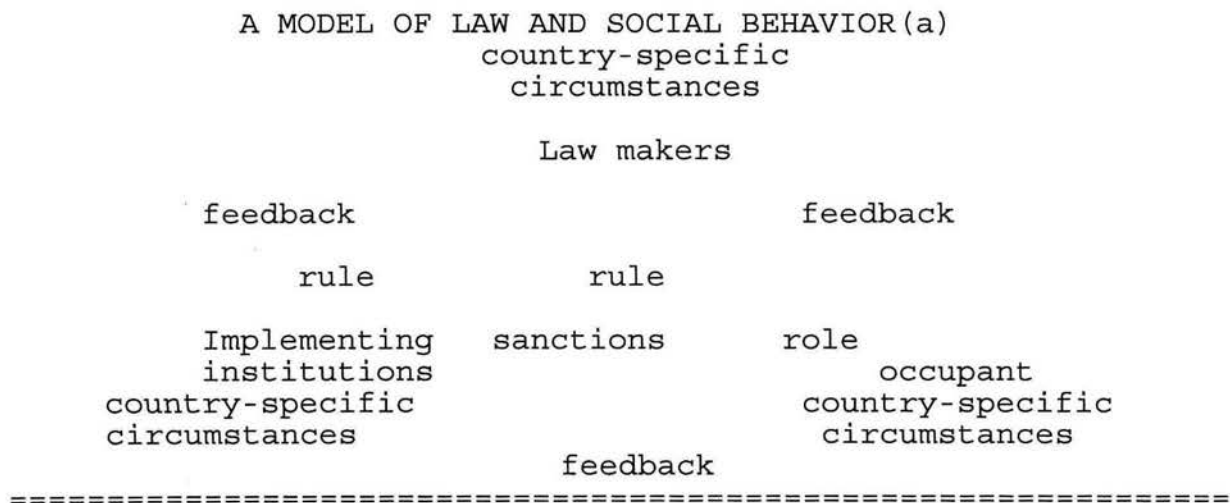 A MODEL OF LAW AND SOCIAL BEHAVIOR(a)
country-specific
circumstances
Law makers
feedback feedback
rule rule
Implementing sanctions role
institutions occupant
country-specific country-specific
circumstances circumstances
feedback
=============================================================